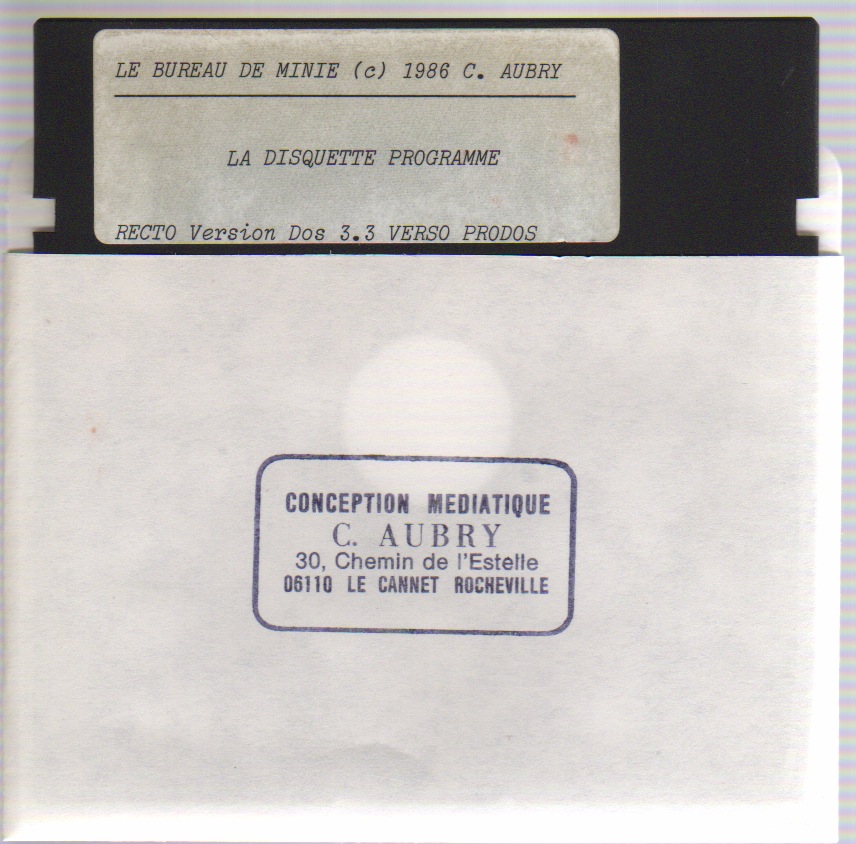 LE BUREAU DE MINIE (c) 1986 C. AUBRY
LA DISQUETTE PROGRAMME
RECTO Version Dos 3.3 VERSO PRODOS
CONCEPTION MEDIATIQUE
C. AUBRY
30, Chemin de l'Estelle
06110 LE CANNET ROCHEVILLE